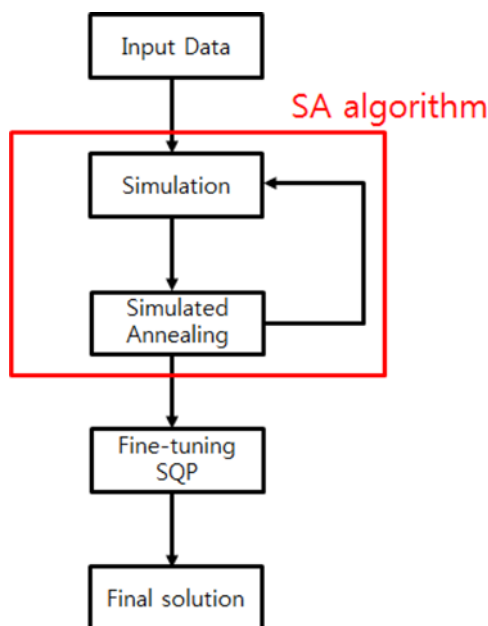 Input Data
SA algorithm
Simulation
Simulated
Annealing
Fine-tuning
SQP
Final solution